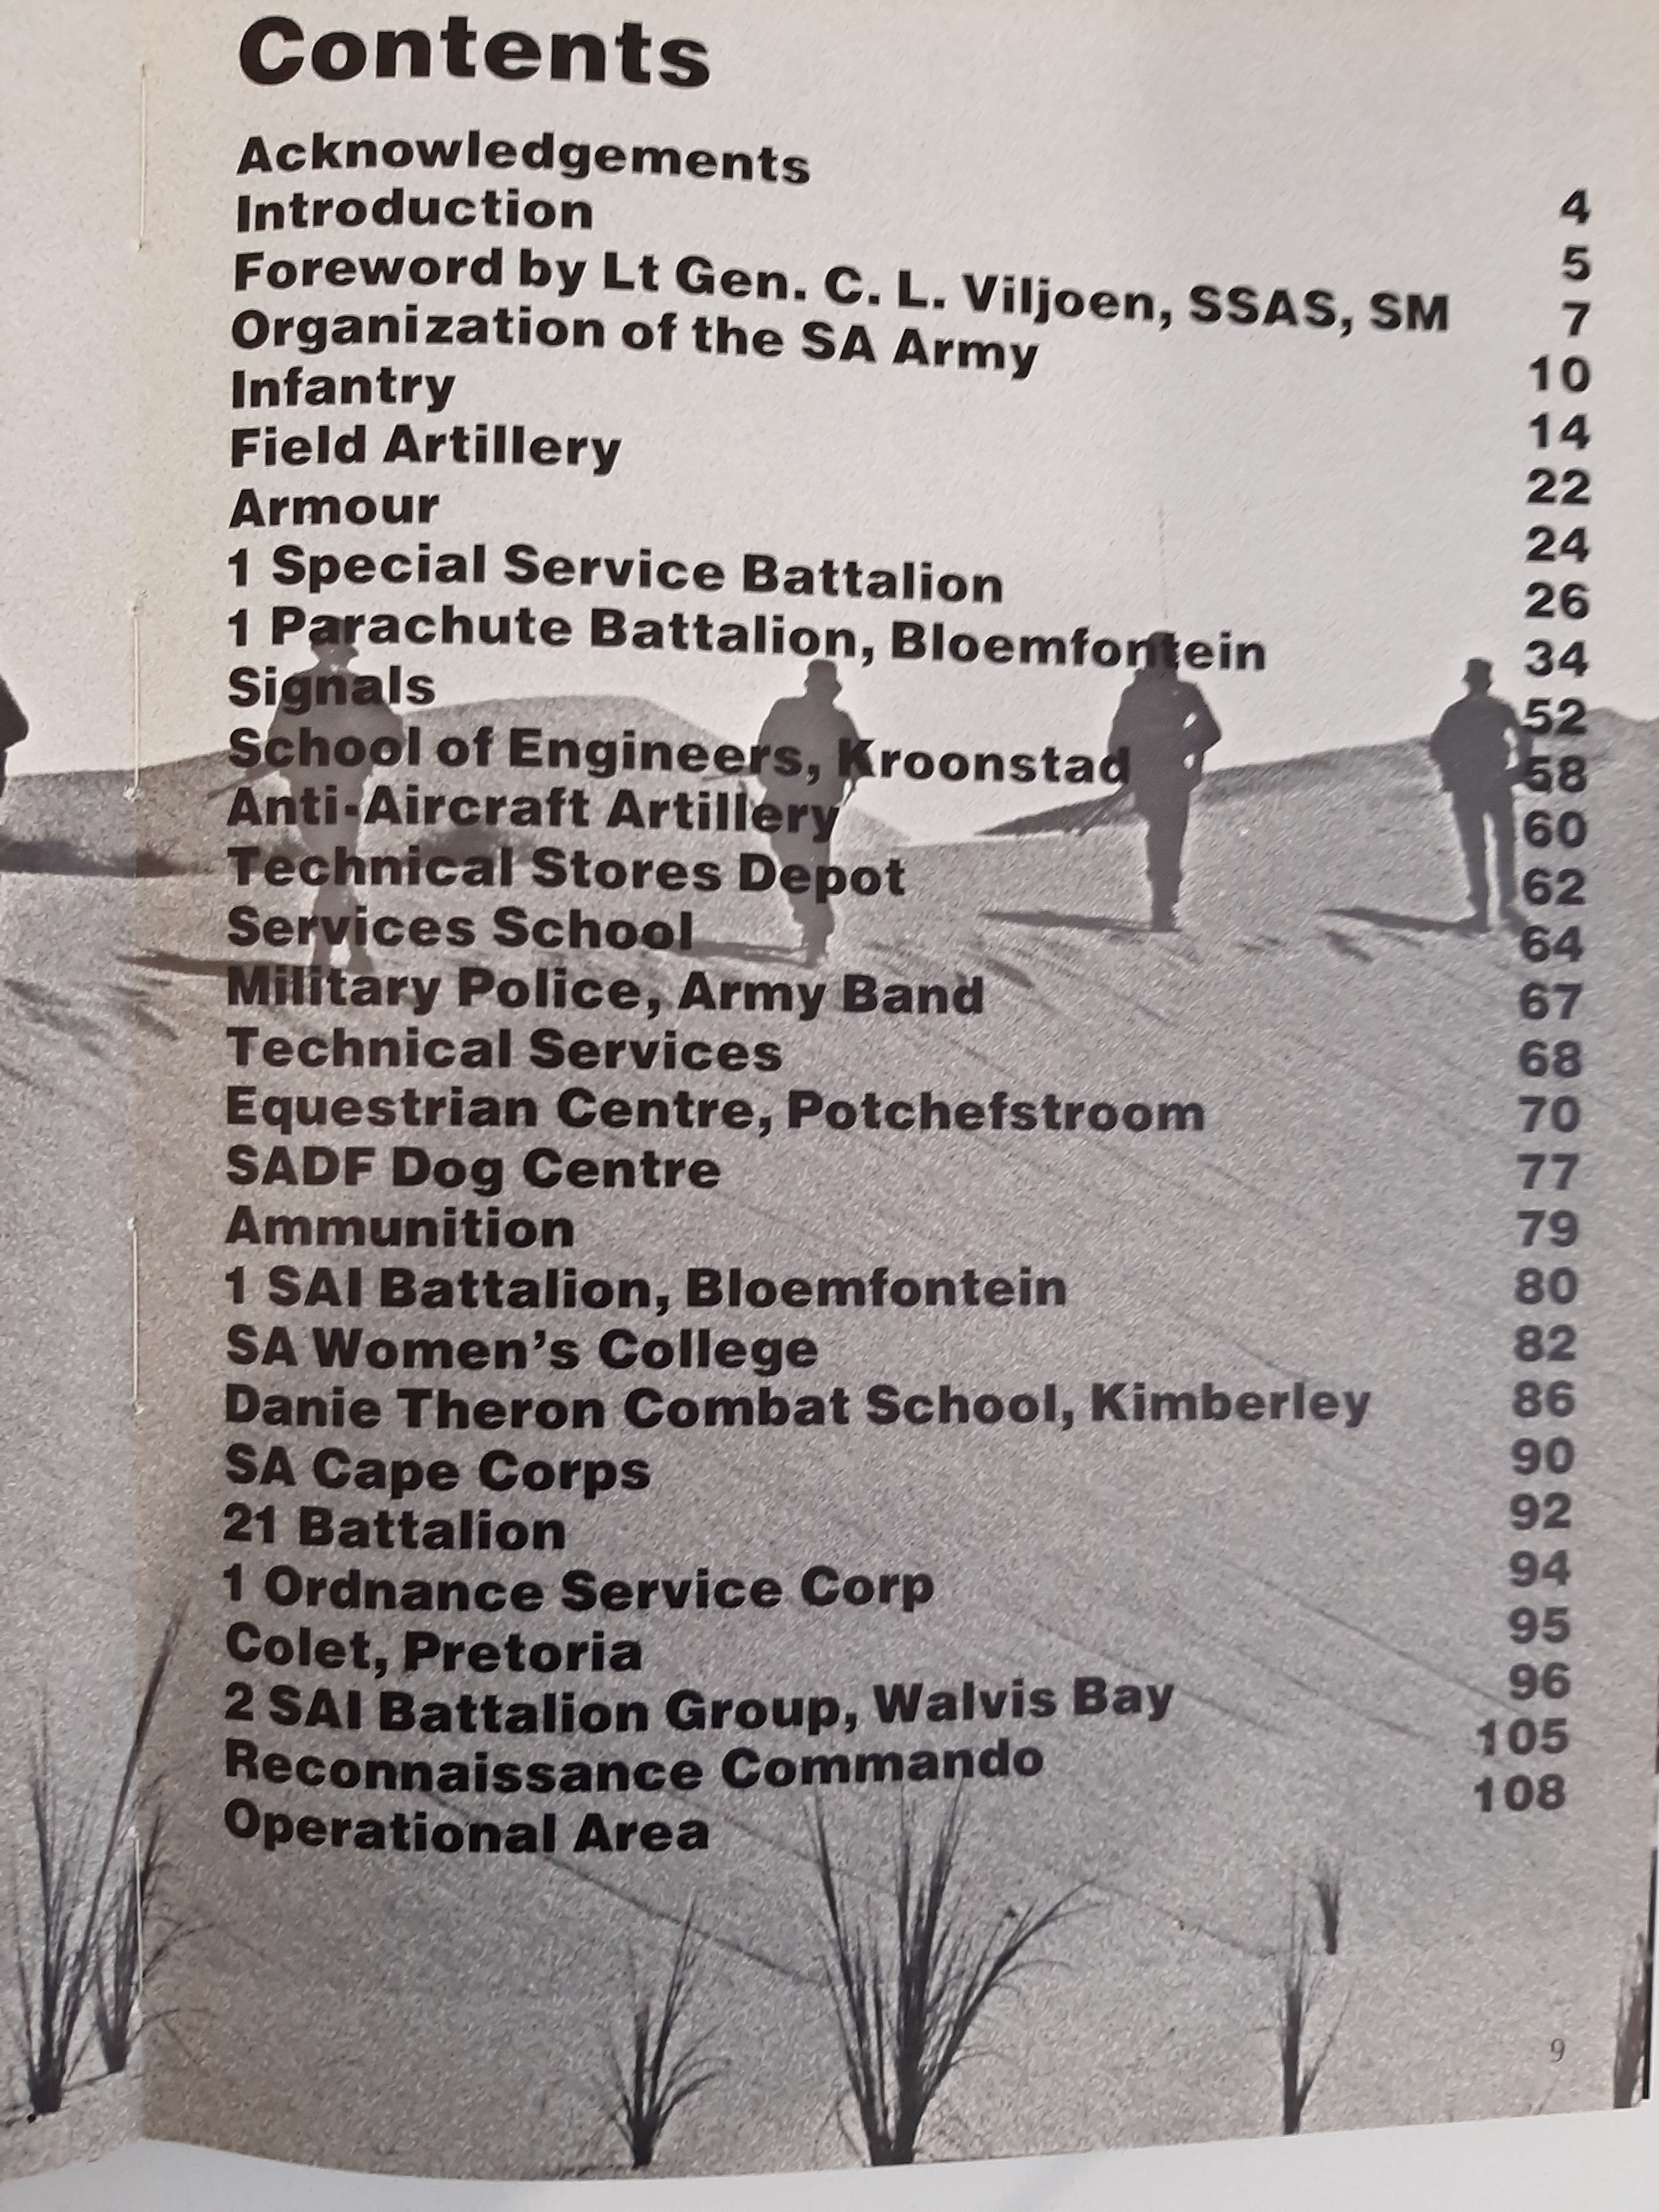 Contents
Acknowledgements 4
Introduction 5
Foreword by Lt Gen. C. L. Viljoen, SSAS, SM 7
Organization of the SA Army 10
Infantry 14
Field Artillery 22
Armour 24
1 Special Service Battalion 26
1 Parachute Battalion, Bloemfontein 34
Signals 52
School of Engineers, Kroonstad 58
Anti-Aircraft Artillery 60
Technical Stores Depot 62
Services School 64
Military Police, Army Band 67
Technical Services 68
Equestrian Centre, Potchefstroom 70
SADF Dog Centre 77
Ammunition 79
1 SAI Battalion, Bloemfontein 80
SA Women's College 82
Danie Theron Combat School, Kimberley 86
SA Cape Corps 90
21 Battalion 92
1 Ordnance Service Corp 94
Colet, Pretoria 95
2 SAI Battalion Group, Walvis Bay 96
Reconnaissance Commando 105
Operational Area 108
9